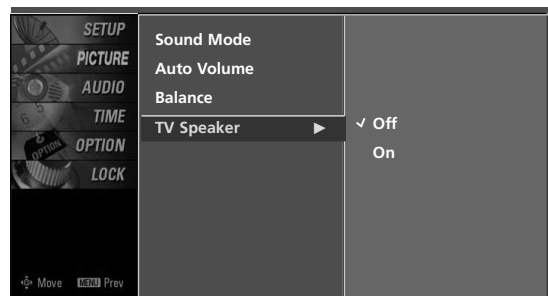 SETUP
PICTURE
AUDIO
TIME
OPTION
LOCK
Move MENU Prev
Sound Mode
Auto Volume
Balance
TV Speaker
Off
On